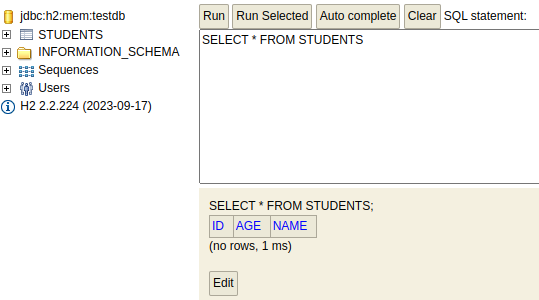 jdbc:h2:mem:testdb
STUDENTS
INFORMATION_SCHEMA
Sequences
Users
H2 2.2.224 (2023-09-17)
Run Run Selected Auto complete Clear SQL statement:
SELECT * FROM STUDENTS
SELECT * FROM STUDENTS;
ID AGE NAME
(no rows, 1 ms)
Edit